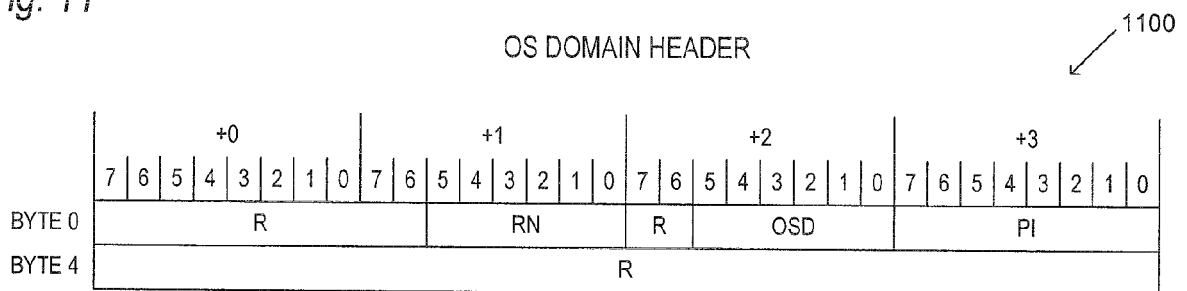 ig. 11
1100
OS DOMAIN HEADER
+0 +1 +2 +3
7 6 5 4 3 2 1 0 7 6 5 4 3 2 1 0 7 6 5 4 3 2 1 0 7 6 5 4 3 2 1 0
BYTE 0 R RN R OSD PI
BYTE 4 R